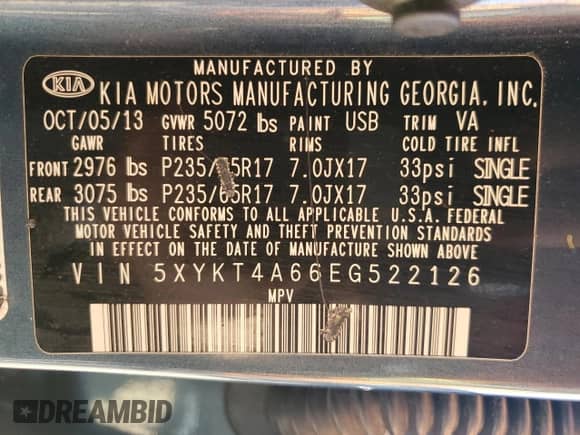 MANUFACTURED BY
KIA KIA MOTORS MANUFACTURING GEORGIA, INC.
OCT/05/13 GVWR 5072 lbs PAINT USB TRIM VA
GAWR TIRES RIMS COLD TIRE INFL
FRONT 2976 lbs P235/65R17 7.0JX17 33psi SINGLE
REAR 3075 lbs P235/65R17 7.0JX17 33psi SINGLE
THIS VEHICLE CONFORMS TO ALL APPLICABLE U.S.A. FEDERAL
MOTOR VEHICLE SAFETY AND THEFT PREVENTION STANDARDS
IN EFFECT ON THE DATE OF MANUFACTURE SHOWN ABOVE.
VIN 5XYKT4A66EG522126
MPV
DREAMBID